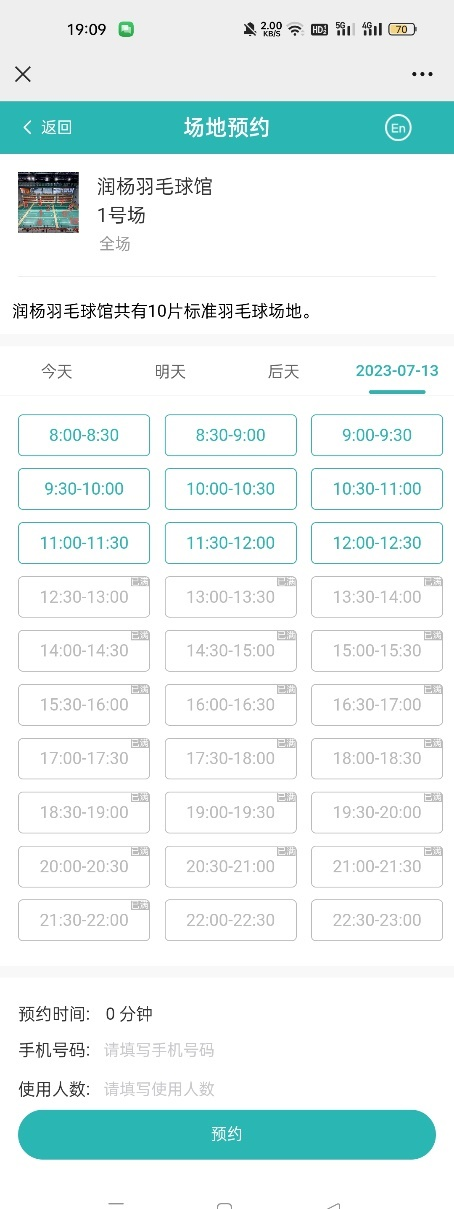 19:09 2.00 KB/S HD2 5G 4G 70
返回 场地预约 En
润杨羽毛球馆
1号场
全场
润杨羽毛球馆共有10片标准羽毛球场地。
今天 明天 后天 2023-07-13
8:00-8:30 8:30-9:00 9:00-9:30
9:30-10:00 10:00-10:30 10:30-11:00
11:00-11:30 11:30-12:00 12:00-12:30
已满 已满 已满
12:30-13:00 13:00-13:30 13:30-14:00
已满 已满 已满
14:00-14:30 14:30-15:00 15:00-15:30
已满 已满 已满
15:30-16:00 16:00-16:30 16:30-17:00
已满 已满 已满
17:00-17:30 17:30-18:00 18:00-18:30
已满 已满 已满
18:30-19:00 19:00-19:30 19:30-20:00
已满 已满 已满
20:00-20:30 20:30-21:00 21:00-21:30
已满
21:30-22:00 22:00-22:30 22:30-23:00
预约时间: 0 分钟
手机号码: 请填写手机号码
使用人数: 请填写使用人数
预约